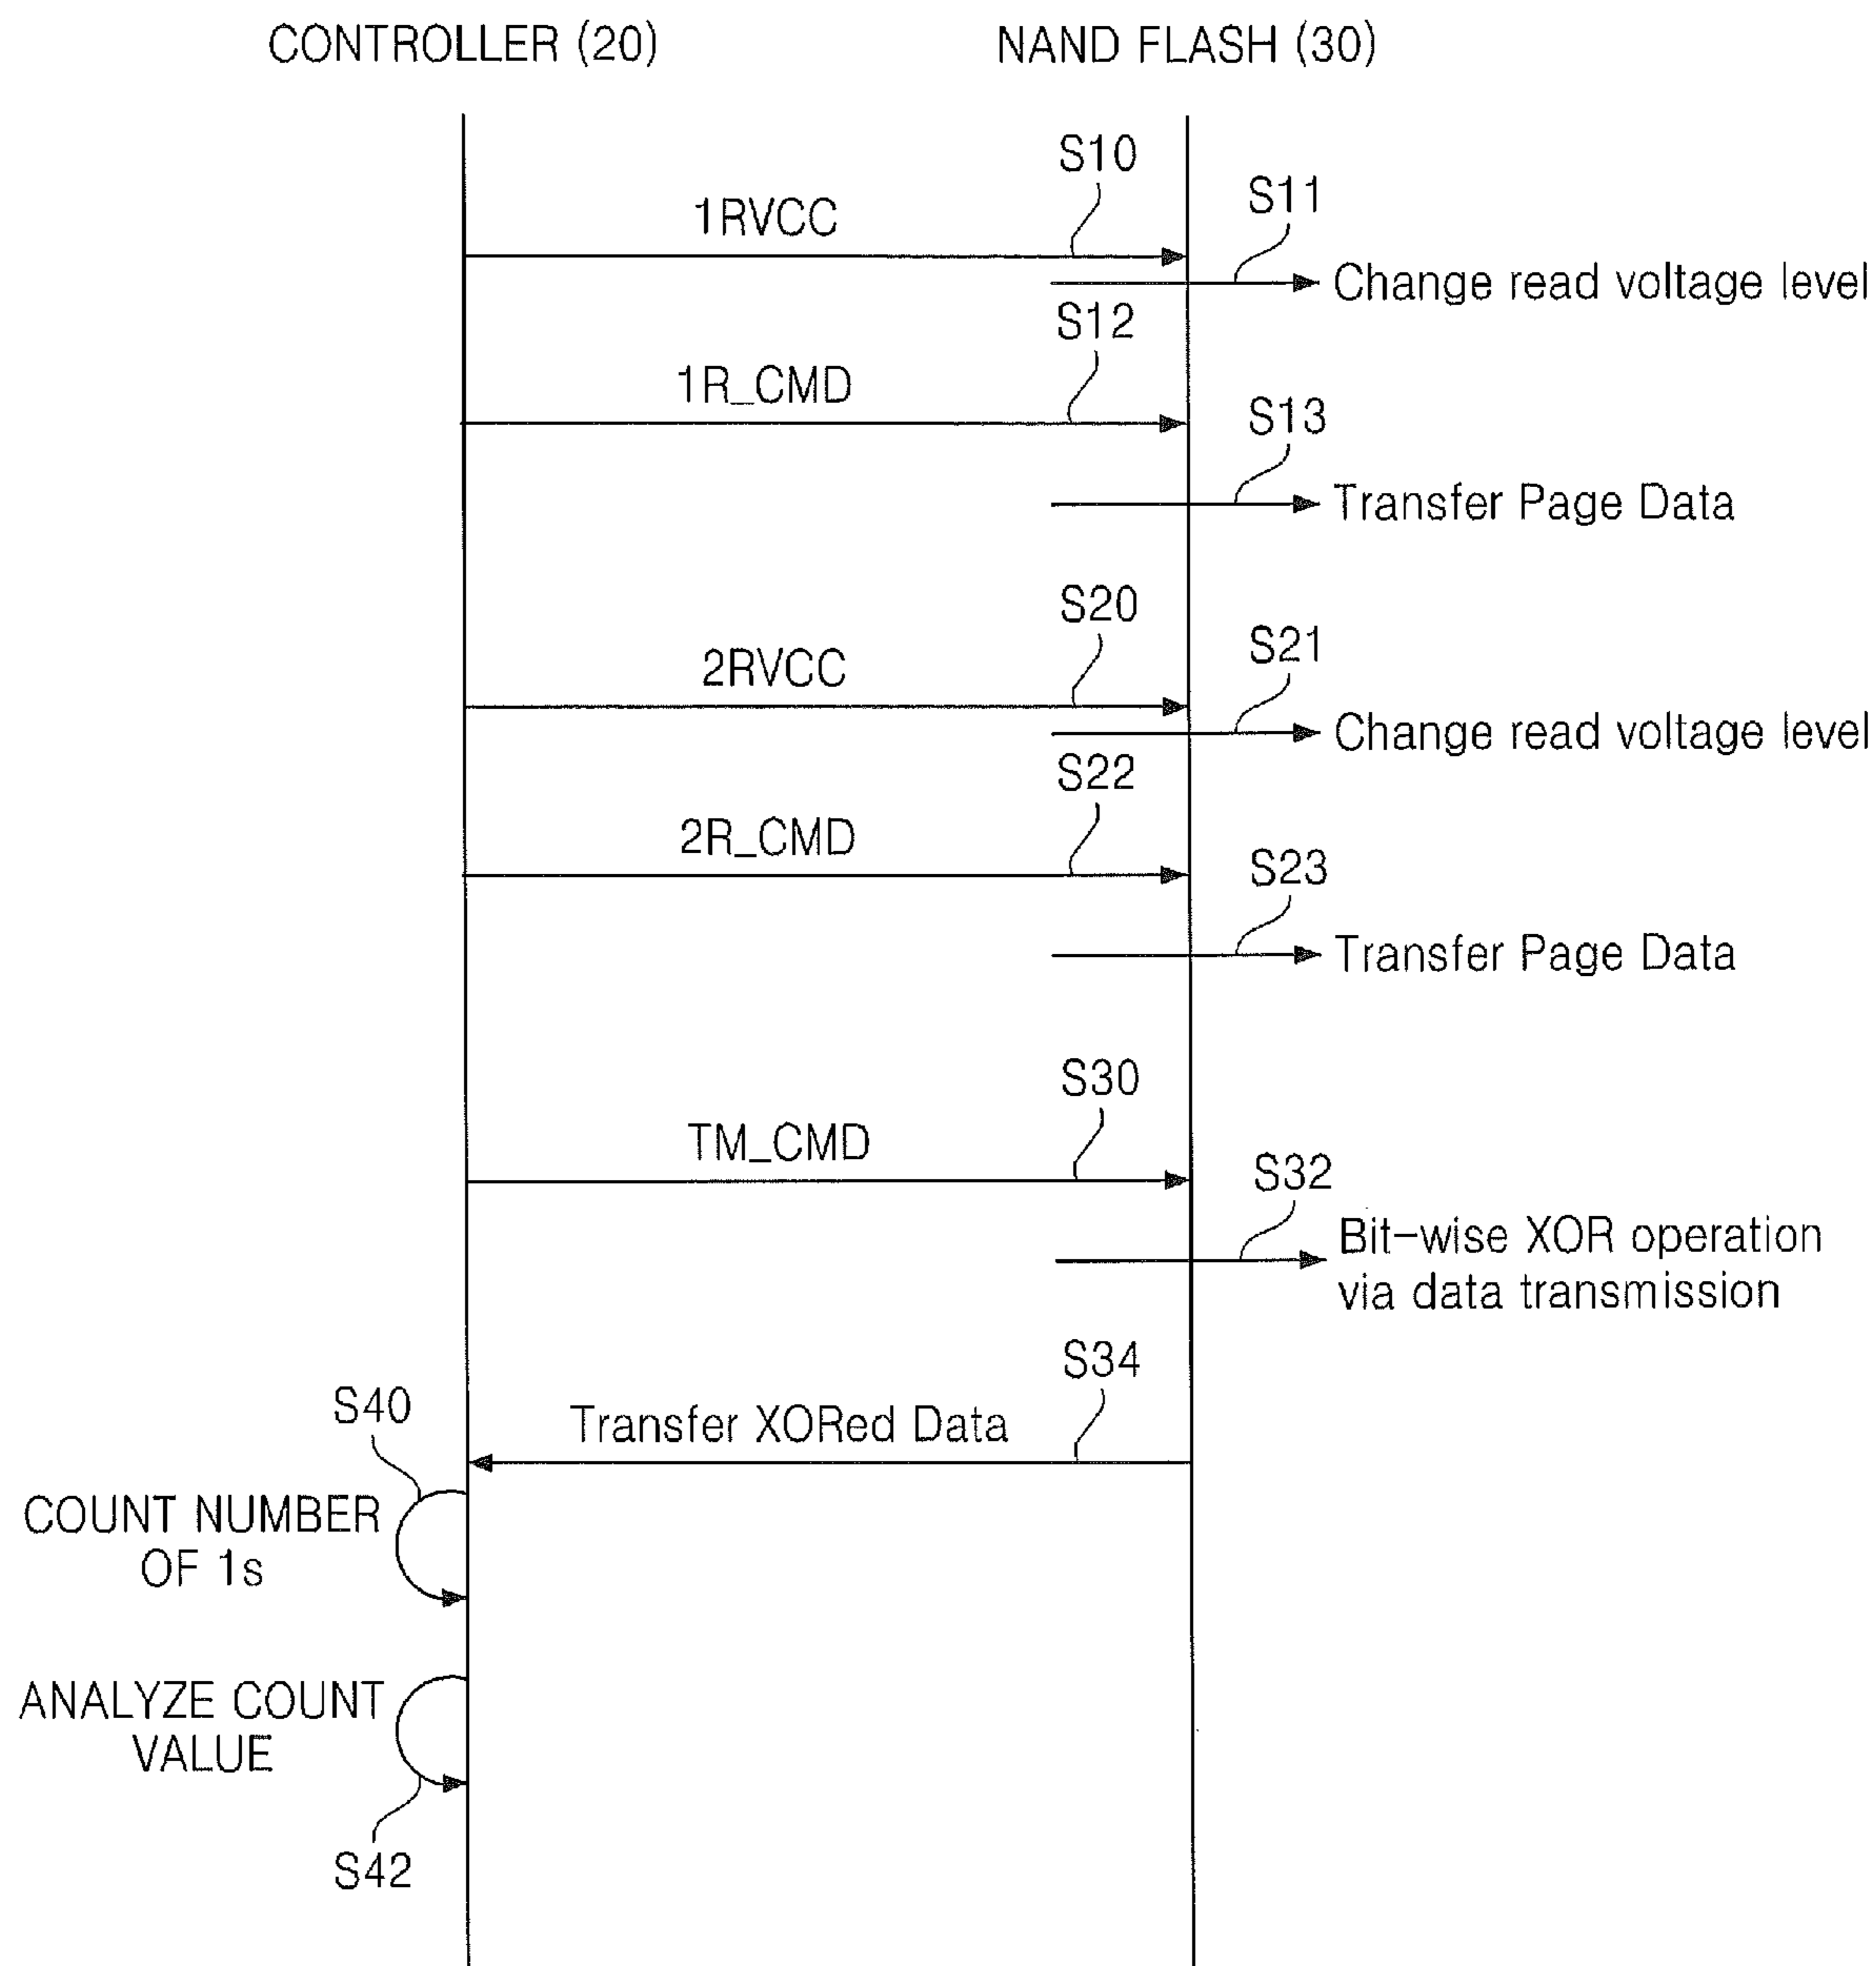 CONTROLLER (20)
NAND FLASH (30)
S10
1RVCC
S11
Change read voltage level
S12
1R_CMD
S13
Transfer Page Data
S20
2RVCC
S21
Change read voltage level
S22
2R_CMD
S23
Transfer Page Data
S30
TM_CMD
S32
Bit-wise XOR operation
via data transmission
S34
Transfer XORed Data
S40
COUNT NUMBER
OF 1s
ANALYZE COUNT
VALUE
S42